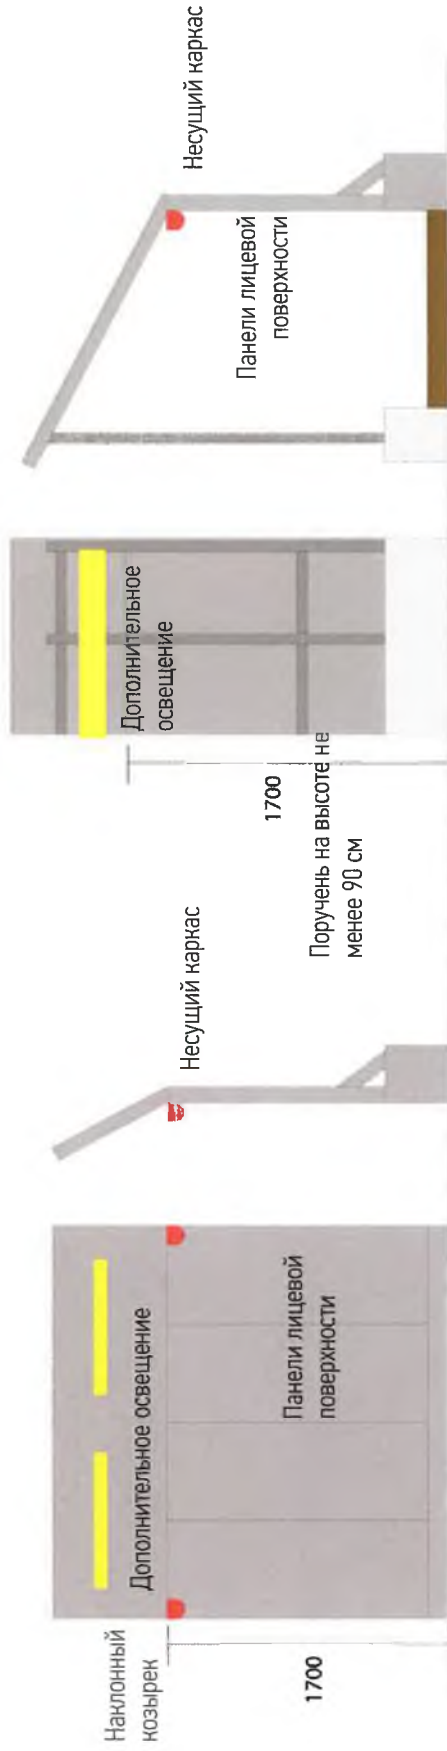 Наклонный
козырек
1700
Дополнительное освещение
Панели лицевой
поверхности
Несущий каркас
1700
Поручень на высоте не
менее 90 см
Дополнительное
освещение
Панели лицевой
поверхности
Несущий каркас